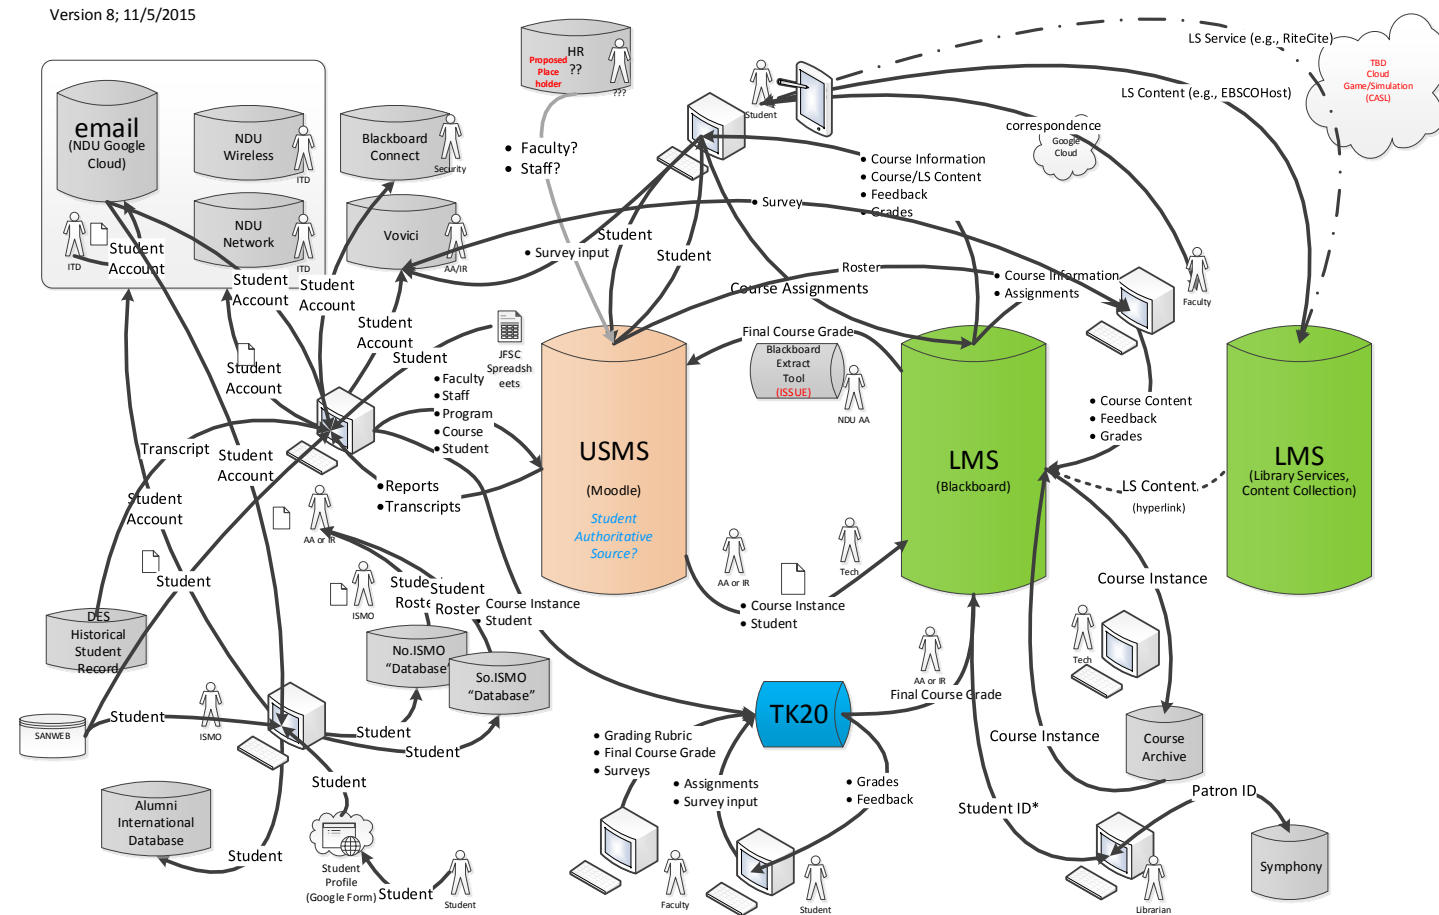 Version 8; 11/5/2015
HR
??
Proposed
Place
holder
???
Student
LS Service (e.g., RiteCite)
TBD
Cloud
Game/Simulation
(CASL)
LS Content (e.g., EBSCOHost)
correspondence
Google
Cloud
email
(NDU Google
Cloud)
NDU
Wireless
ITD
Blackboard
Connect
Security
• Faculty?
• Staff?
• Course Information
• Course/LS Content
• Feedback
• Grades
• Survey
NDU
Network
ITD
Vovici
AA/IR
ITD
Student
Account
• Survey input
Student
Student
Roster
• Course Information
• Assignments
Faculty
Course Assignments
Student
Account
Student
Account
Student
Account
Student
JFSC
Spreadsh
eets
Final Course Grade
Blackboard
Extract
Tool
(ISSUE)
NDU AA
Student
Account
• Faculty
• Staff
• Program
• Course
• Student
• Course Content
• Feedback
• Grades
Transcript
Student
Account
USMS
(Moodle)
Student
Authoritative
Source?
LMS
(Blackboard)
LMS
(Library Services,
Content Collection)
LS Content
(hyperlink)
• Reports
• Transcripts
Student
Account
AA or IR
AA or IR
Tech
Student
ISMO
Student
Roster
Student
Roster
Course Instance
• Student
• Course Instance
• Student
Course Instance
DES
Historical
Student
Record
No.ISMO
“Database”
So.ISMO
“Database”
AA or IR
Tech
Final Course Grade
TK20
SANWEB
Student
ISMO
Student
Student
• Grading Rubric
• Final Course Grade
• Surveys
Course Instance
Course
Archive
Student
• Assignments
• Survey input
• Grades
• Feedback
Student ID*
Patron ID
Alumni
International
Database
Student
Student
Profile
(Google Form)
Student
Student
Faculty
Student
Librarian
Symphony